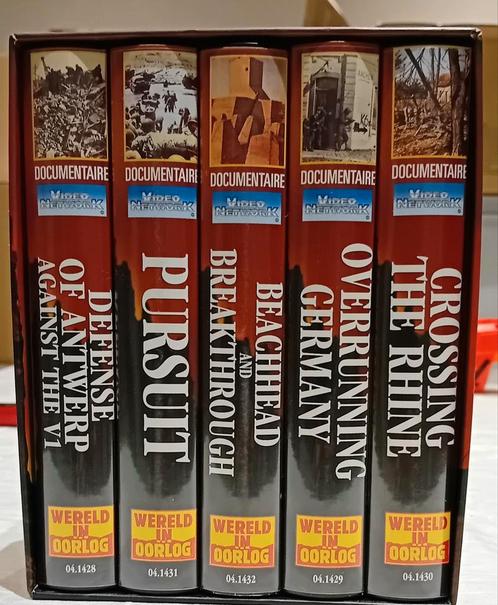 DOCUMENTAIRE
VIDEO
NETWORK
DEFENSE
OF ANTWERP
AGAINST THE V1
WERELD
IN
OORLOG
04.1428
DOCUMENTAIRE
VIDEO
NETWORK
PURSUIT
WERELD
IN
OORLOG
04.1431
DOCUMENTAIRE
VIDEO
NETWORK
BEACHHEAD
AND
BREAKTHROUGH
WERELD
IN
OORLOG
04.1432
DOCUMENTAIRE
VIDEO
NETWORK
OVERRUNNING
GERMANY
WERELD
IN
OORLOG
04.1429
DOCUMENTAIRE
VIDEO
NETWORK
CROSSING
THE RHINE
WERELD
IN
OORLOG
04.1430